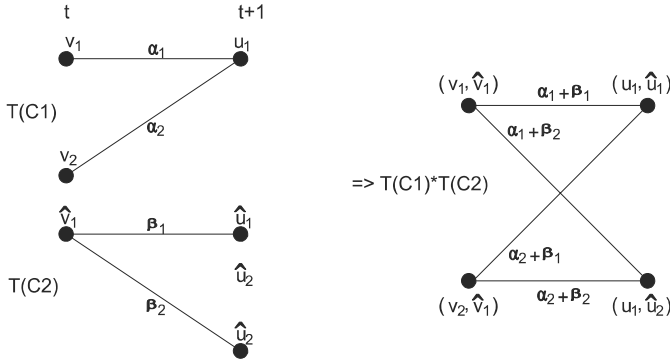 t t+1
v₁ α₁ u₁
T(C1)
α₂
v₂
v̂₁ β₁ û₁
û₂
T(C2)
β₂
û₂
(v₁, v̂₁) α₁+β₁ (u₁, û₁)
α₁+β₂
=> T(C1)*T(C2)
α₂+β₁
α₂+β₂
(v₂, v̂₁) (u₁, û₂)